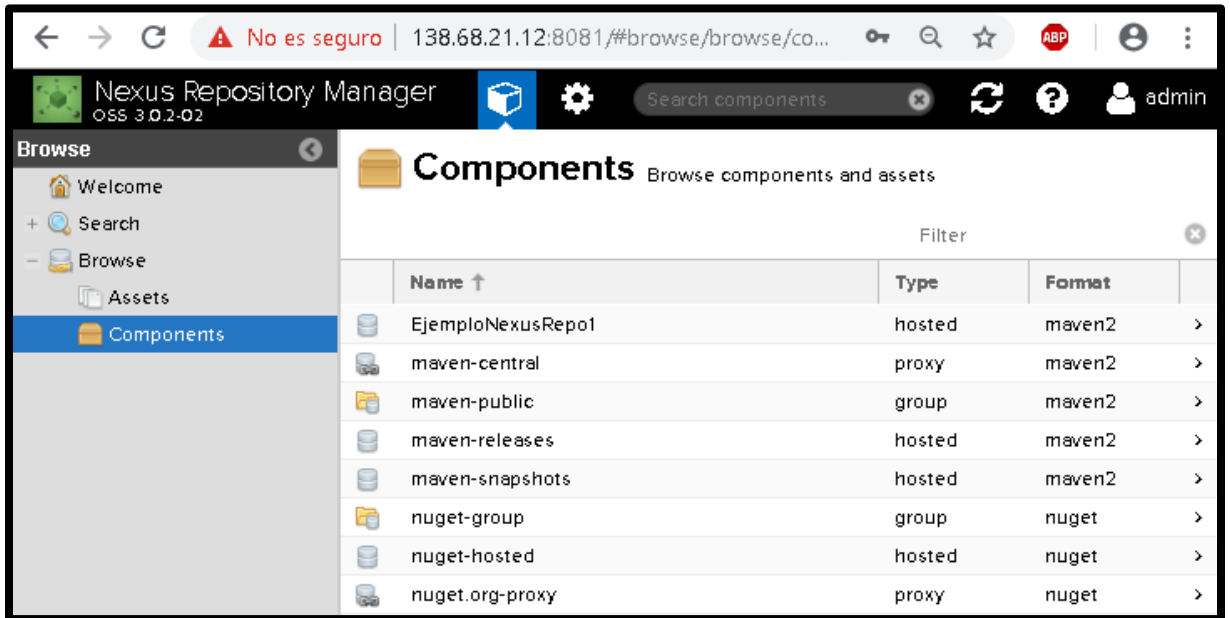 No es seguro | 138.68.21.12:8081/#browse/browse/co... ABP
Nexus Repository Manager
OSS 3.0.2-02
Search components
admin
Browse
Welcome
Search
Browse
Assets
Components
Components Browse components and assets
Filter
Name Type Format
EjemploNexusRepo1 hosted maven2
maven-central proxy maven2
maven-public group maven2
maven-releases hosted maven2
maven-snapshots hosted maven2
nuget-group group nuget
nuget-hosted hosted nuget
nuget.org-proxy proxy nuget